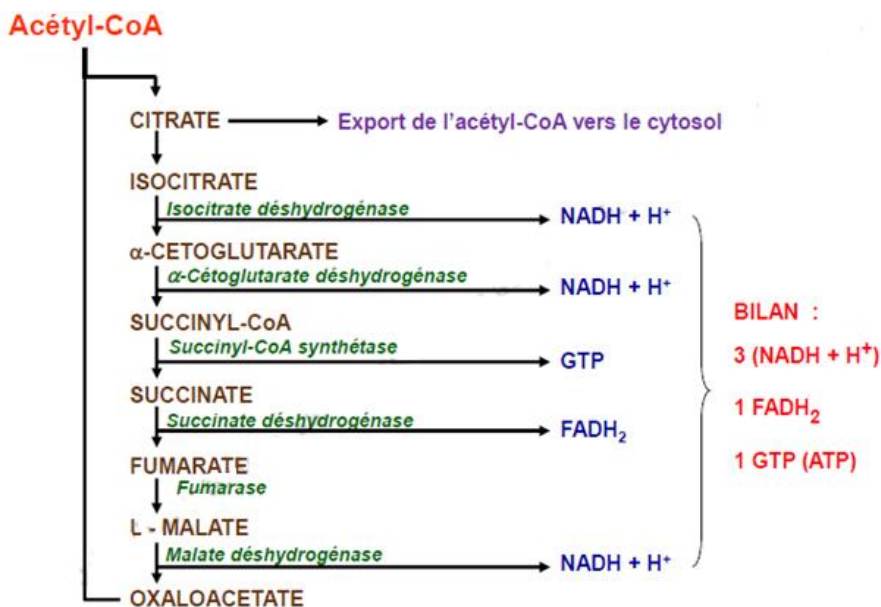 Acétyl-CoA
CITRATE
Export de l'acétyl-CoA vers le cytosol
ISOCITRATE
Isocitrate déshydrogénase
NADH + H⁺
α-CETOGLUTARATE
α-Cétoglutarate déshydrogénase
NADH + H⁺
SUCCINYL-CoA
Succinyl-CoA synthétase
GTP
SUCCINATE
Succinate déshydrogénase
FADH₂
FUMARATE
Fumarase
L - MALATE
Malate déshydrogénase
NADH + H⁺
OXALOACETATE
BILAN :
3 (NADH + H⁺)
1 FADH₂
1 GTP (ATP)